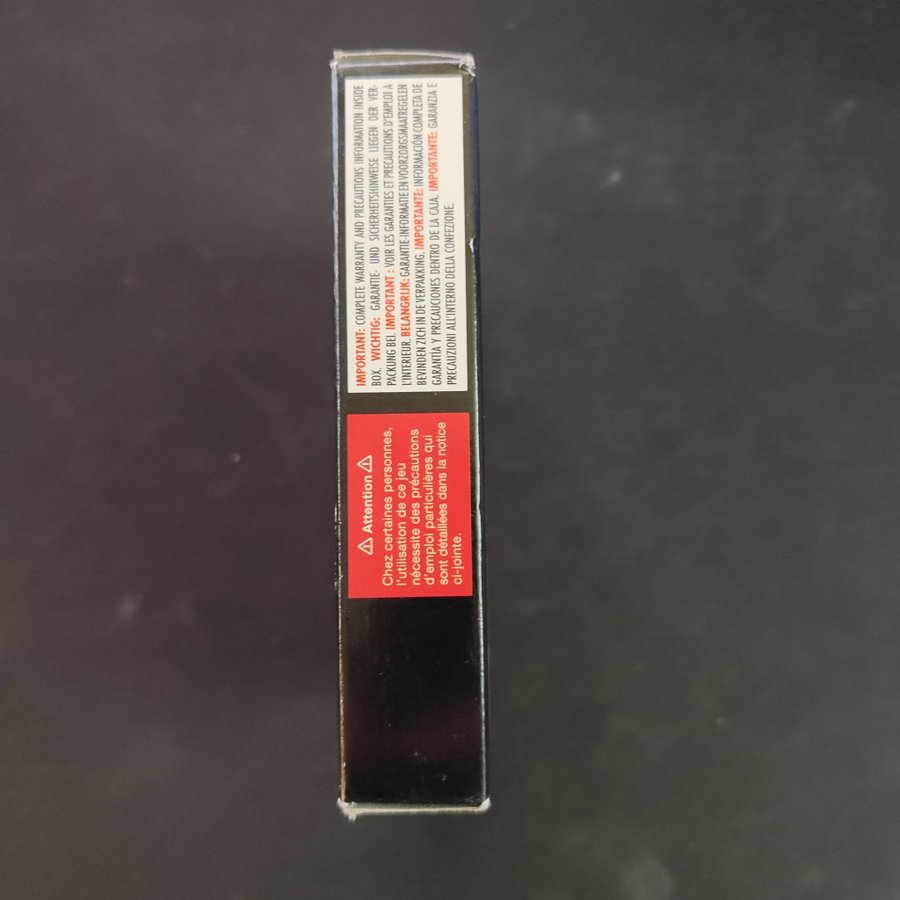 IMPORTANT: COMPLETE WARRANTY AND PRECAUTIONS INFORMATION INSIDE
BOX. WICHTIG: GARANTIE- UND SICHERHEITSHINWEISE LIEGEN DER VER-
PACKUNG BEI. IMPORTANT : VOIR LES GARANTIES ET PRECAUTIONS D'EMPLOI A
L'INTERIEUR. BELANGRIJK: GARANTIE-INFORMATIE EN VOORZORGSMAATREGELEN
BEVINDEN ZICH IN DE VERPAKKING. IMPORTANTE: INFORMACIÓN COMPLETA DE
GARANTÍA Y PRECAUCIONES DENTRO DE LA CAJA. IMPORTANTE: GARANZIA E
PRECAUZIONI ALL'INTERNO DELLA CONFEZIONE.
⚠ Attention ⚠
Chez certaines personnes,
l'utilisation de ce jeu
nécessite des précautions
d'emploi particulières qui
sont détaillées dans la notice
ci-jointe.